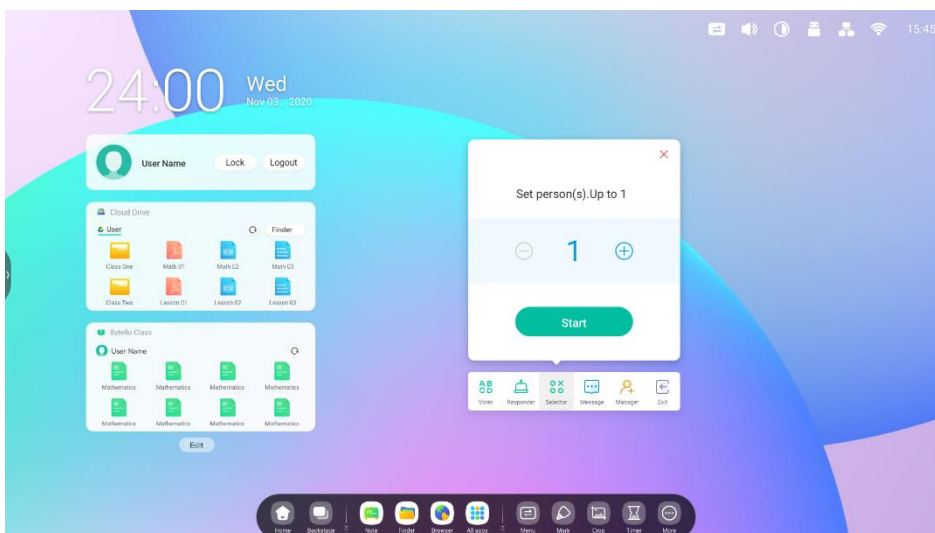 15:45
24:00 Wed
Nov 03, 2020
User Name Lock Logout
Cloud Drive
User Finder
Class One Math 01 Math 02 Math 03
Class Two Lesson 01 Lesson 02 Lesson 03
Bytello Class
User Name
Mathematics Mathematics Mathematics Mathematics
Mathematics Mathematics Mathematics Mathematics
Edit
Set person(s).Up to 1
1
Start
Voter Responder Selector Message Manager Exit
Home Backstage Note Finder Browser All apps Menu Mark Crop Timer More